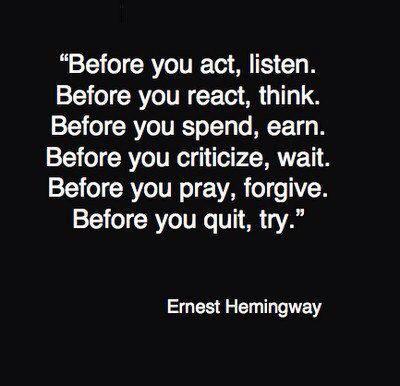 “Before you act, listen.
Before you react, think.
Before you spend, earn.
Before you criticize, wait.
Before you pray, forgive.
Before you quit, try.”
Ernest Hemingway